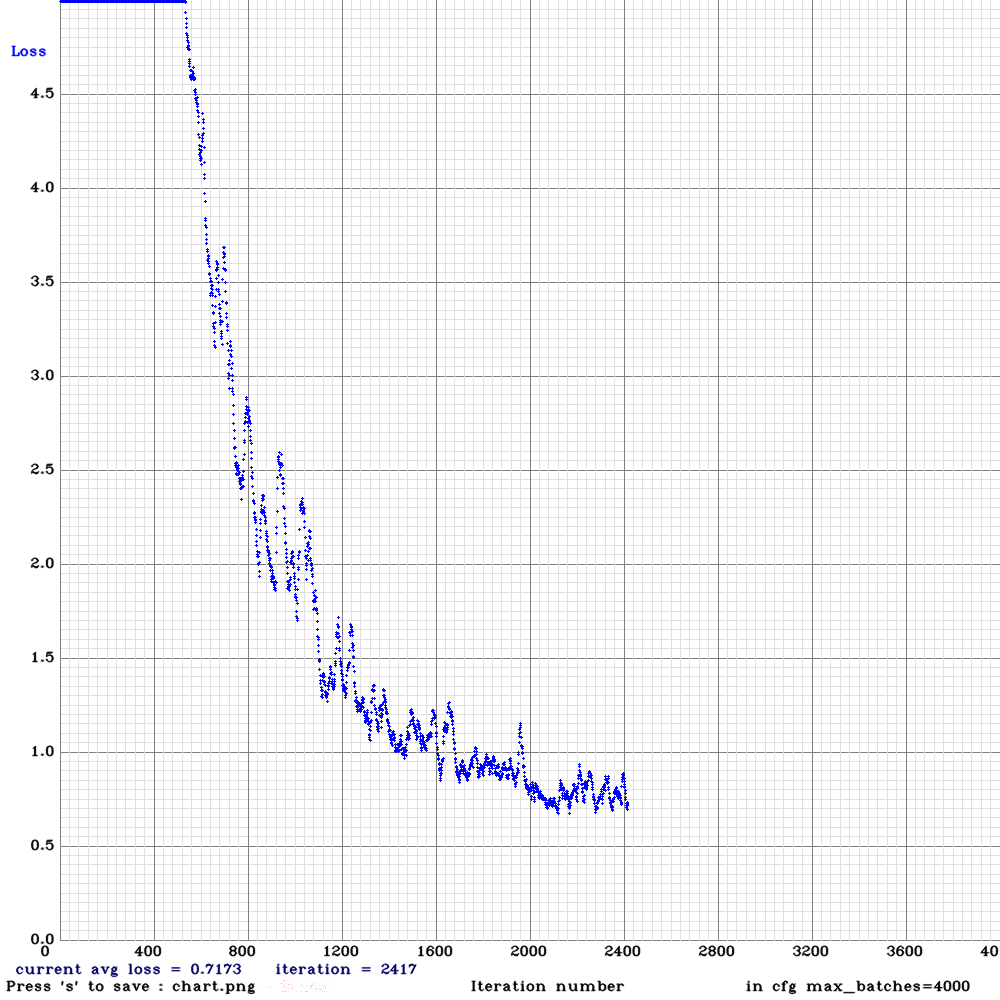 Loss
4.5
4.0
3.5
3.0
2.5
2.0
1.5
1.0
0.5
0.0
0 400 800 1200 1600 2000 2400 2800 3200 3600 40
current avg loss = 0.7173 iteration = 2417
Press 's' to save : chart.png Iteration number in cfg max_batches=4000